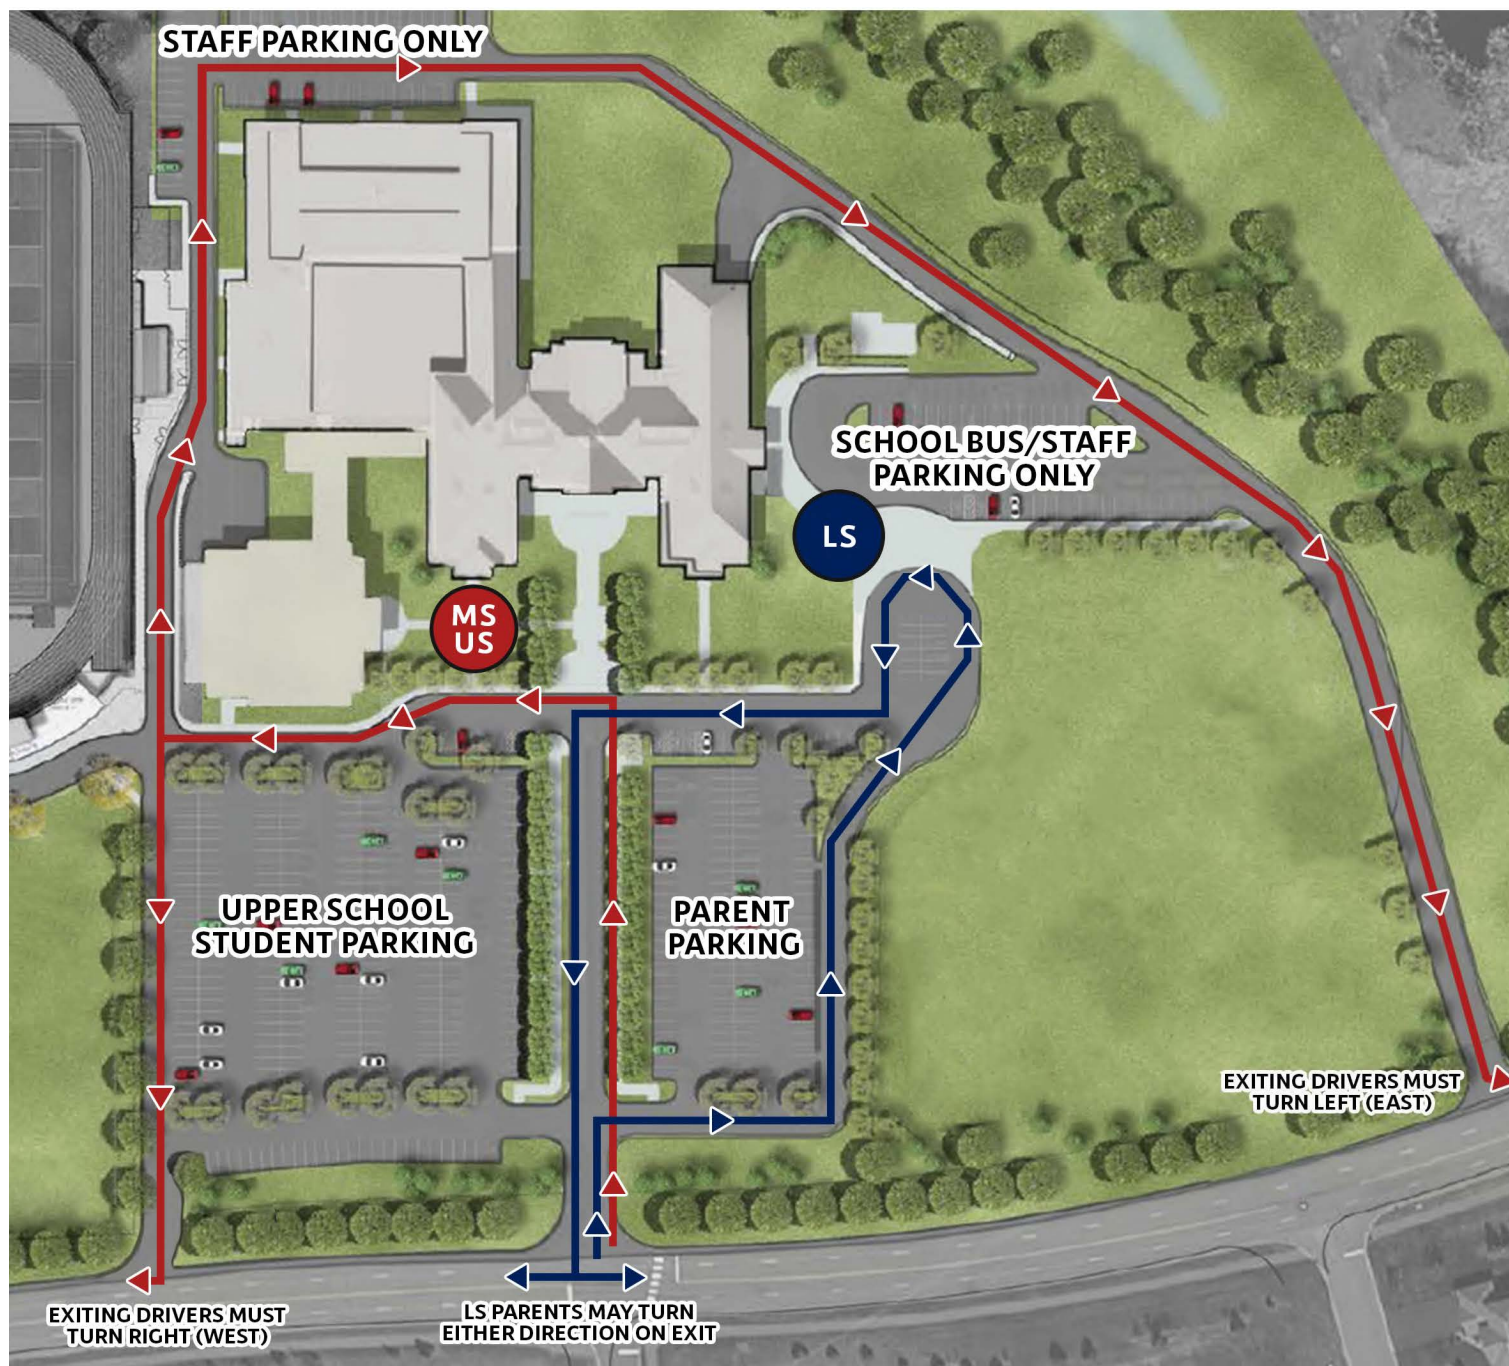 STAFF PARKING ONLY
SCHOOL BUS/STAFF
PARKING ONLY
LS
MS
US
UPPER SCHOOL
STUDENT PARKING
PARENT
PARKING
EXITING DRIVERS MUST
TURN LEFT (EAST)
EXITING DRIVERS MUST
TURN RIGHT (WEST)
LS PARENTS MAY TURN
EITHER DIRECTION ON EXIT